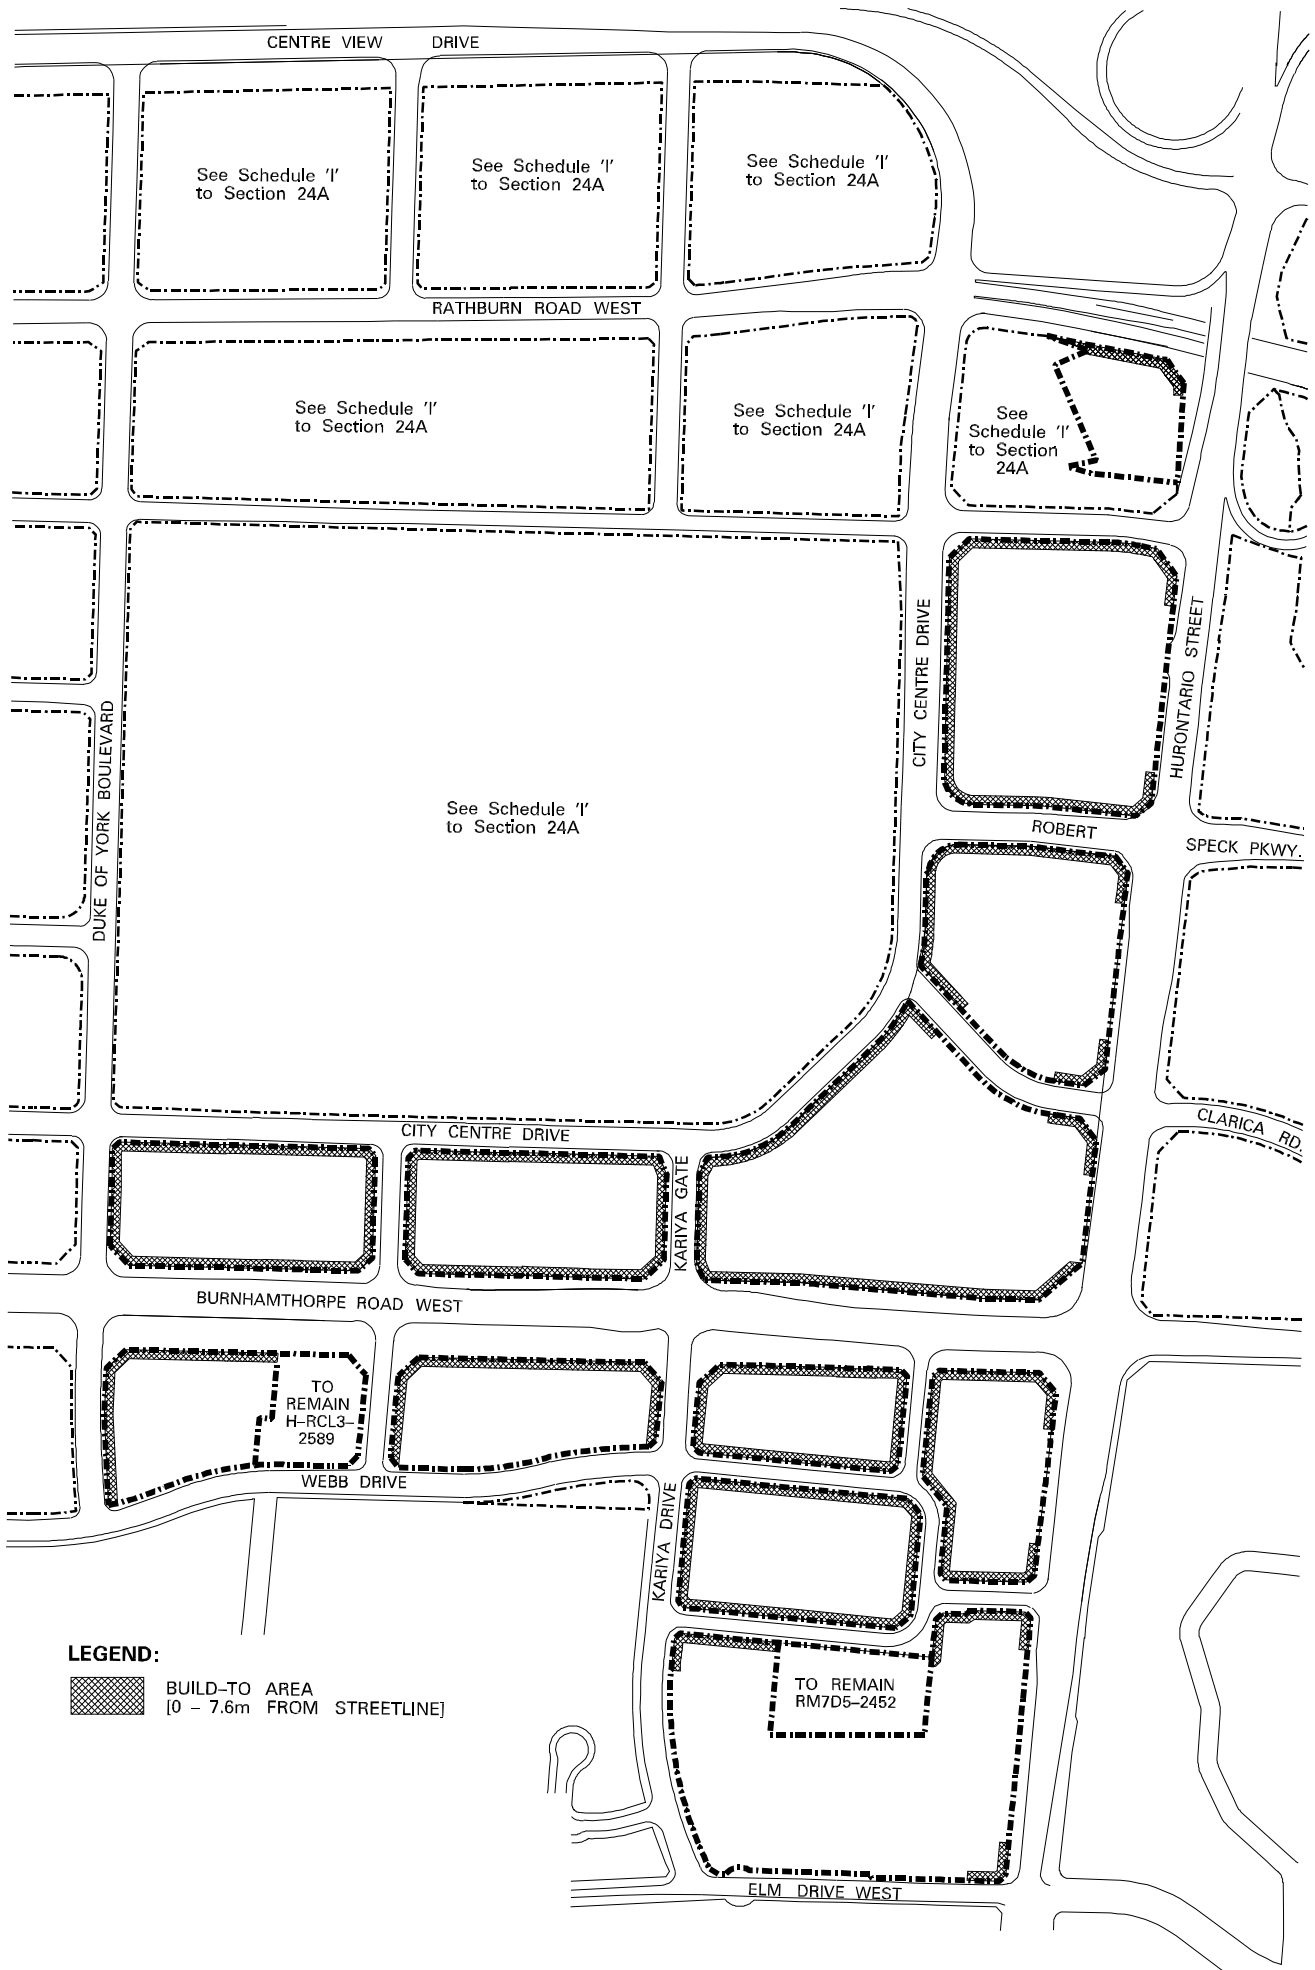 CENTRE VIEW DRIVE
See Schedule 'I'
to Section 24A
See Schedule 'I'
to Section 24A
See Schedule 'I'
to Section 24A
RATHBURN ROAD WEST
See Schedule 'I'
to Section 24A
See Schedule 'I'
to Section 24A
See
Schedule 'I'
to Section
24A
CITY CENTRE DRIVE
HURONTARIO STREET
DUKE OF YORK BOULEVARD
See Schedule 'I'
to Section 24A
ROBERT
SPECK PKWY.
CLARICA RD.
CITY CENTRE DRIVE
KARIYA GATE
BURNHAMTHORPE ROAD WEST
TO
REMAIN
H-RCL3-
2589
WEBB DRIVE
KARIYA DRIVE
TO REMAIN
RM7D5-2452
LEGEND:
BUILD-TO AREA
[0 - 7.6m FROM STREETLINE]
ELM DRIVE WEST